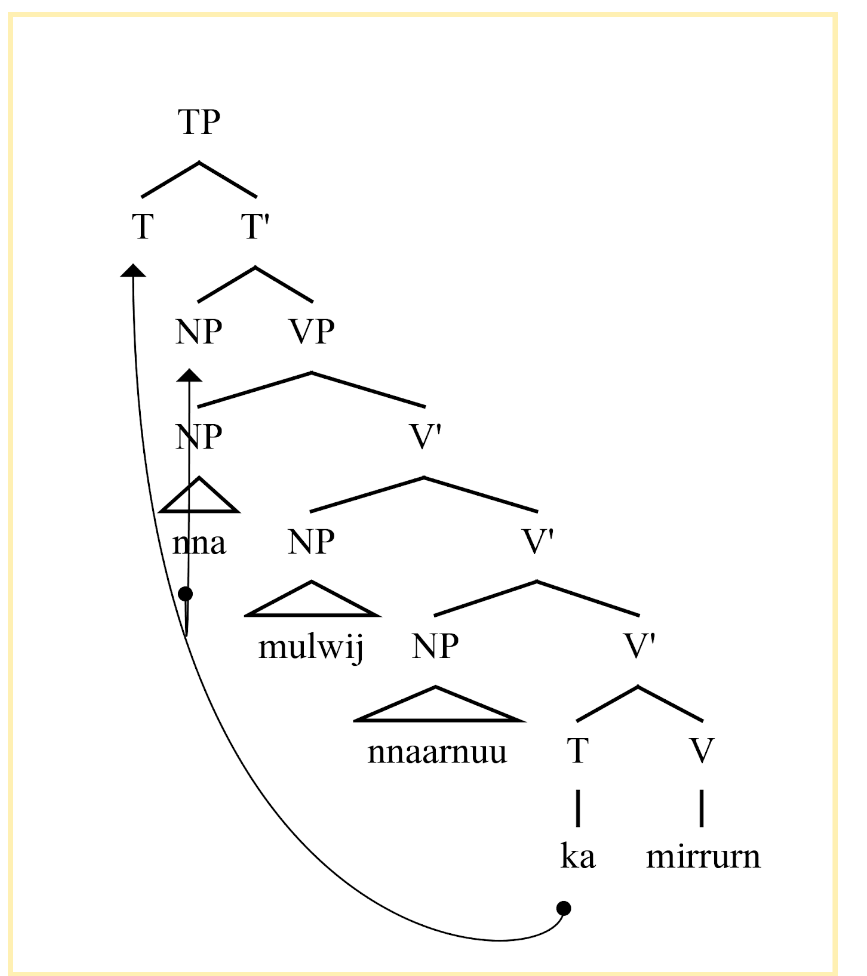 TP
T T'
NP VP
NP V'
nna NP V'
mulwij NP V'
nnaarnuu T V
ka mirrurn